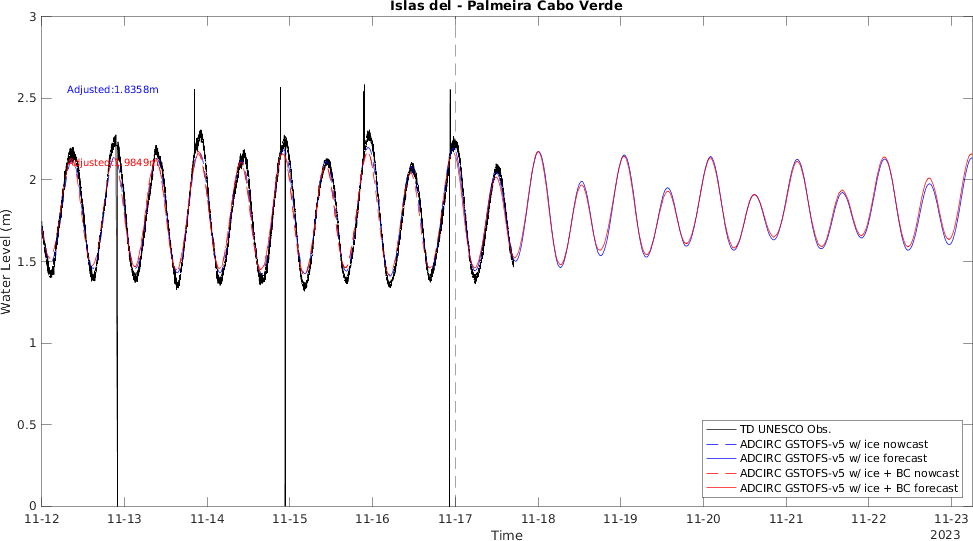 Islas del - Palmeira Cabo Verde
3
Adjusted:1.8358m
2.5
Adjusted:1.9849m
2
Water Level (m)
1.5
1
0.5
0
TD UNESCO Obs.
ADCIRC GSTOFS-v5 w/ ice nowcast
ADCIRC GSTOFS-v5 w/ ice forecast
ADCIRC GSTOFS-v5 w/ ice + BC nowcast
ADCIRC GSTOFS-v5 w/ ice + BC forecast
11-12 11-13 11-14 11-15 11-16 11-17 11-18 11-19 11-20 11-21 11-22 11-23
Time
2023